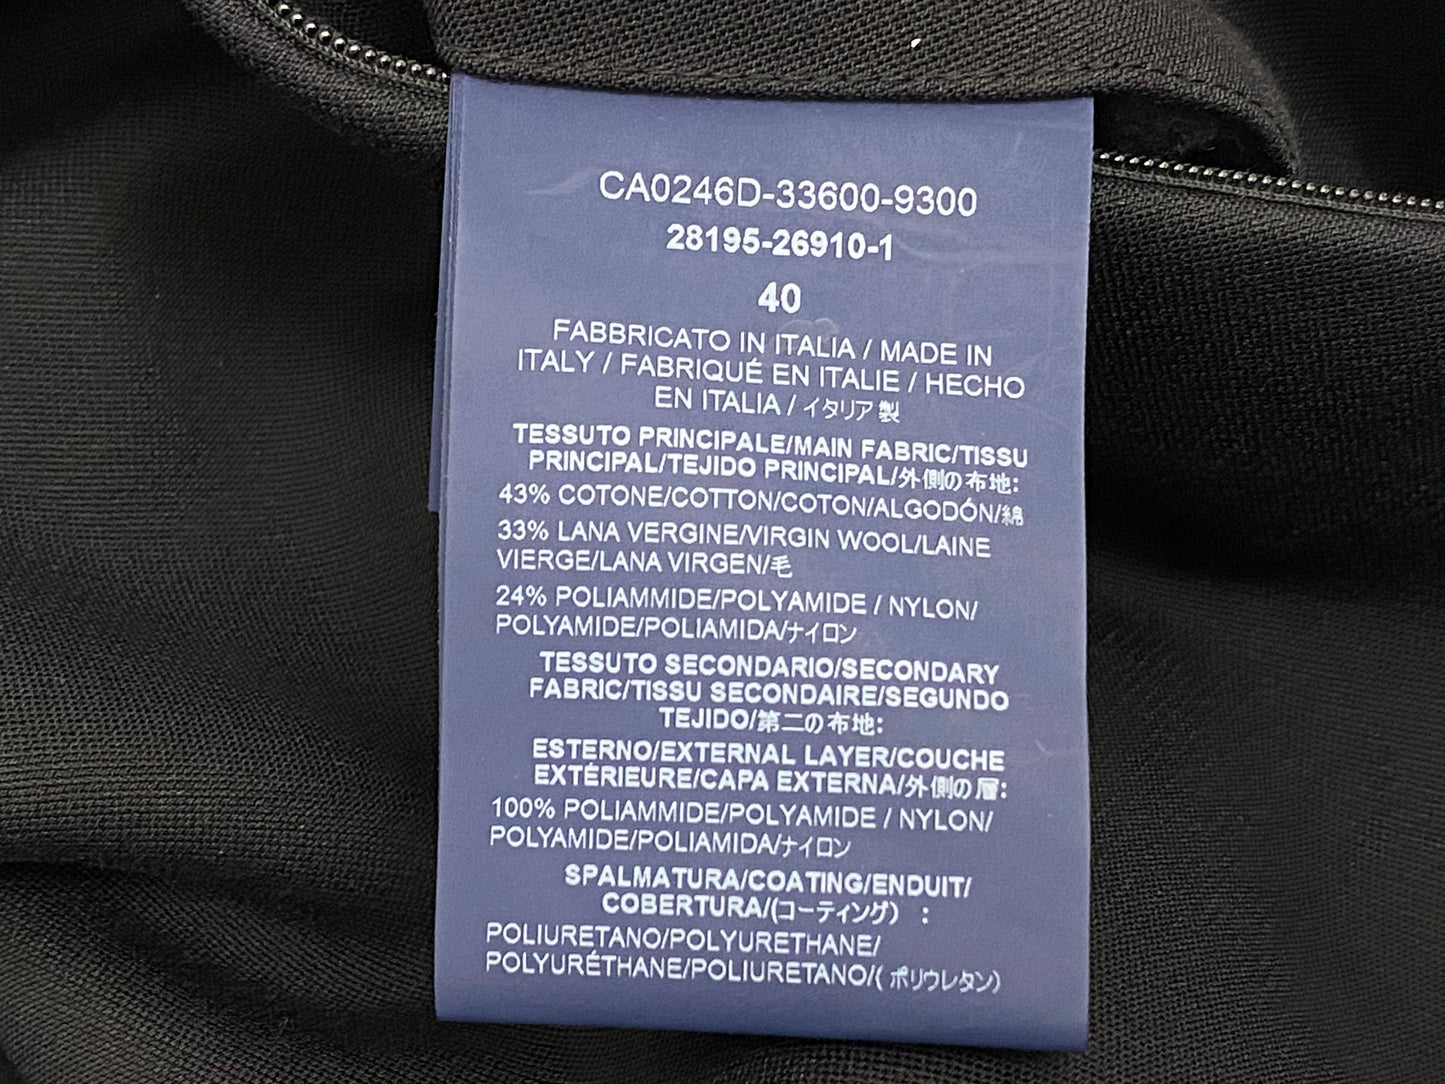 CA0246D-33600-9300
28195-26910-1
40
FABBRICATO IN ITALIA / MADE IN
ITALY / FABRIQUÉ EN ITALIE / HECHO
EN ITALIA / イタリア製
TESSUTO PRINCIPALE/MAIN FABRIC/TISSU
PRINCIPAL/TEJIDO PRINCIPAL/外側の布地:
43% COTONE/COTTON/COTON/ALGODÓN/綿
33% LANA VERGINE/VIRGIN WOOL/LAINE
VIERGE/LANA VIRGEN/毛
24% POLIAMMIDE/POLYAMIDE / NYLON/
POLYAMIDE/POLIAMIDA/ナイロン
TESSUTO SECONDARIO/SECONDARY
FABRIC/TISSU SECONDAIRE/SEGUNDO
TEJIDO/第二の布地:
ESTERNO/EXTERNAL LAYER/COUCHE
EXTÉRIEURE/CAPA EXTERNA/外側の層:
100% POLIAMMIDE/POLYAMIDE / NYLON/
POLYAMIDE/POLIAMIDA/ナイロン
SPALMATURA/COATING/ENDUIT/
COBERTURA/(コーティング) :
POLIURETANO/POLYURETHANE/
POLYURÉTHANE/POLIURETANO/( ポリウレタン)